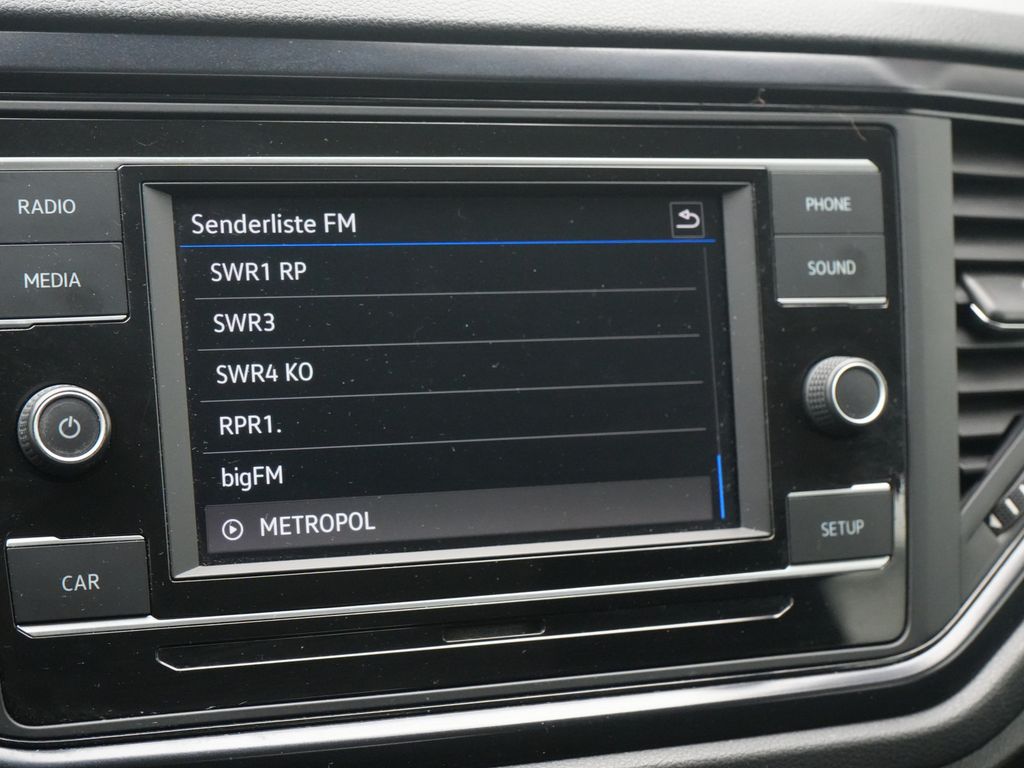 RADIO
MEDIA
CAR
Senderliste FM
SWR1 RP
SWR3
SWR4 KO
RPR1.
bigFM
METROPOL
PHONE
SOUND
SETUP